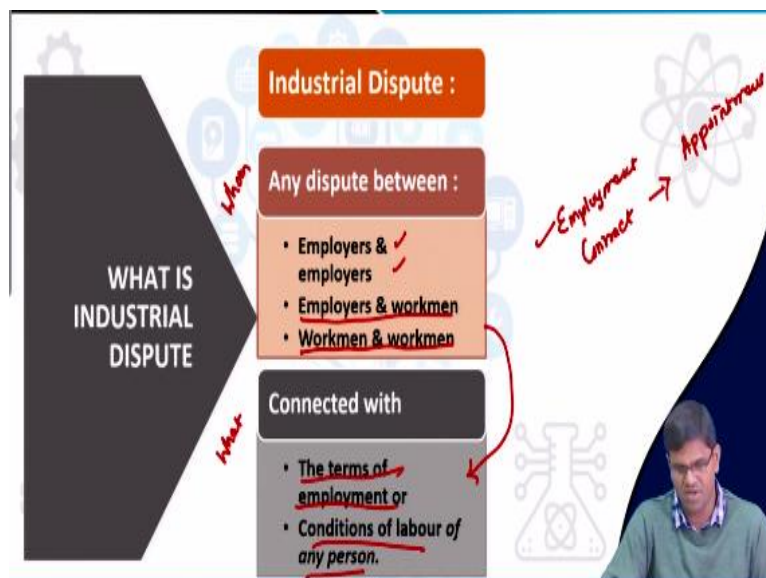 WHAT IS
INDUSTRIAL
DISPUTE
Industrial Dispute :
whom
Any dispute between :
• Employers &
employers
• Employers & workmen
• Workmen & workmen
what
Connected with
• The terms of
employment or
• Conditions of labour of
any person.
Employment
Contract → Appointment